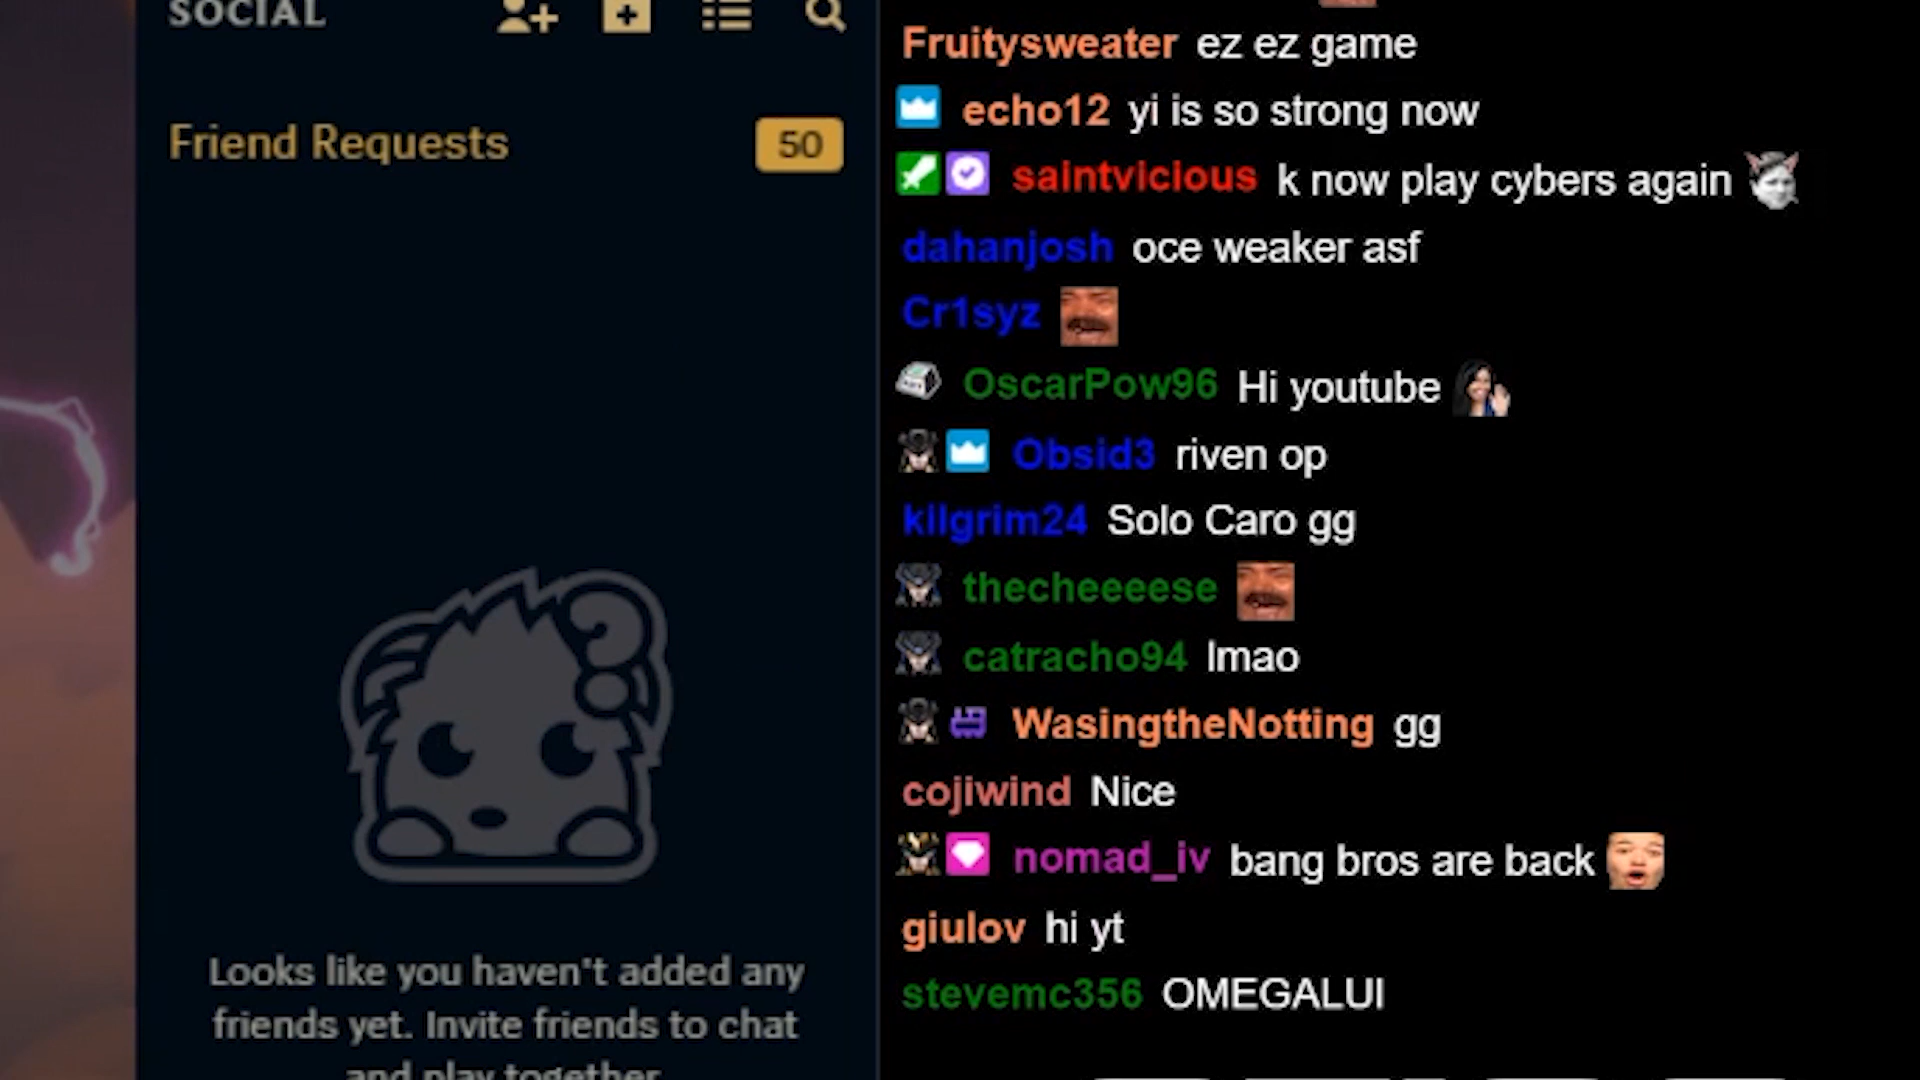 SOCIAL
Friend Requests 50
Looks like you haven't added any
friends yet. Invite friends to chat
and play together
Fruitysweater ez ez game
echo12 yi is so strong now
saintvicious k now play cybers again
dahanjosh oce weaker asf
Cr1syz
OscarPow96 Hi youtube
Obsid3 riven op
kilgrim24 Solo Caro gg
thecheeeese
catracho94 lmao
WasingtheNotting gg
cojiwind Nice
nomad_iv bang bros are back
giulov hi yt
stevemc356 OMEGALUI